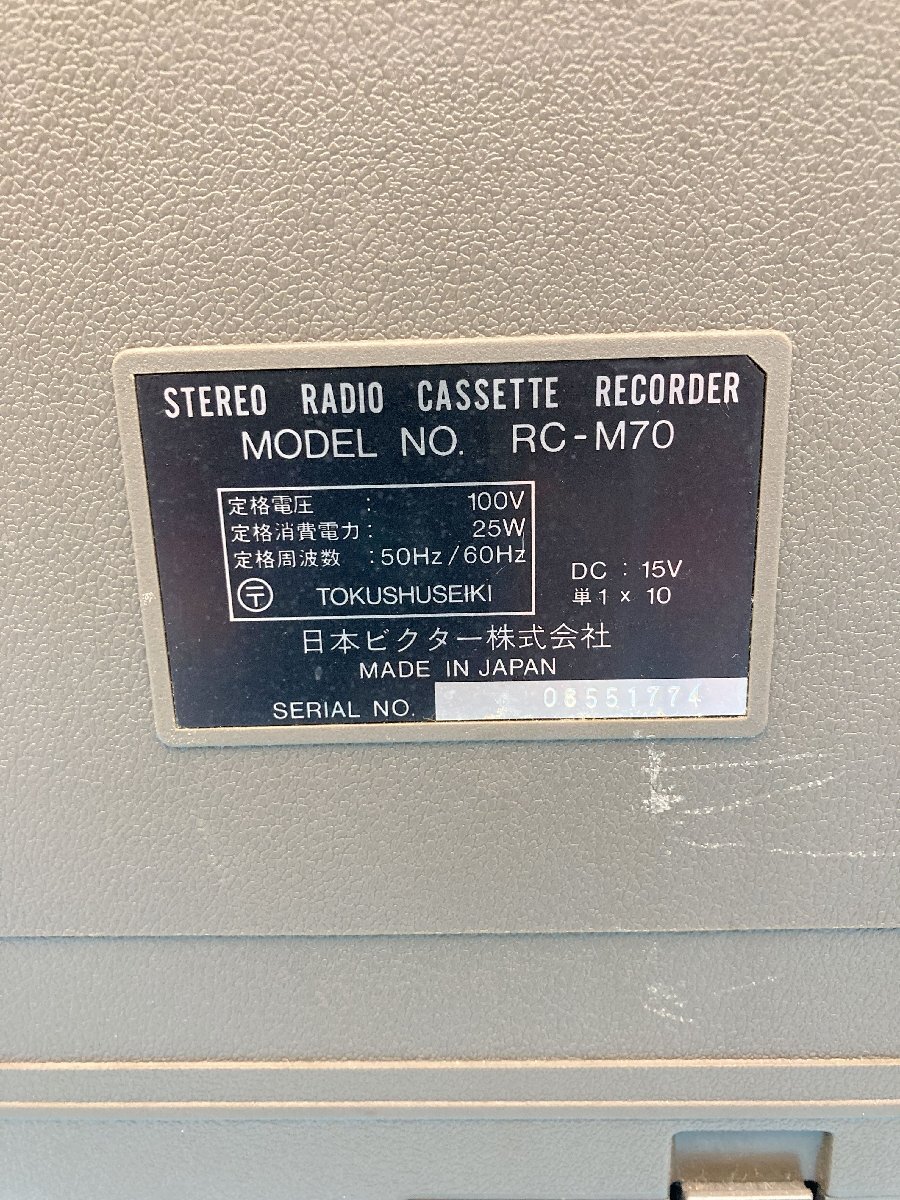 STEREO RADIO CASSETTE RECORDER
MODEL NO. RC-M70
定格電圧 : 100V
定格消費電力: 25W
定格周波数 :50Hz/60Hz
〶 TOKUSHUSEIKI
DC : 15V
単1 x 10
日本ビクター株式会社
MADE IN JAPAN
SERIAL NO. 08551774